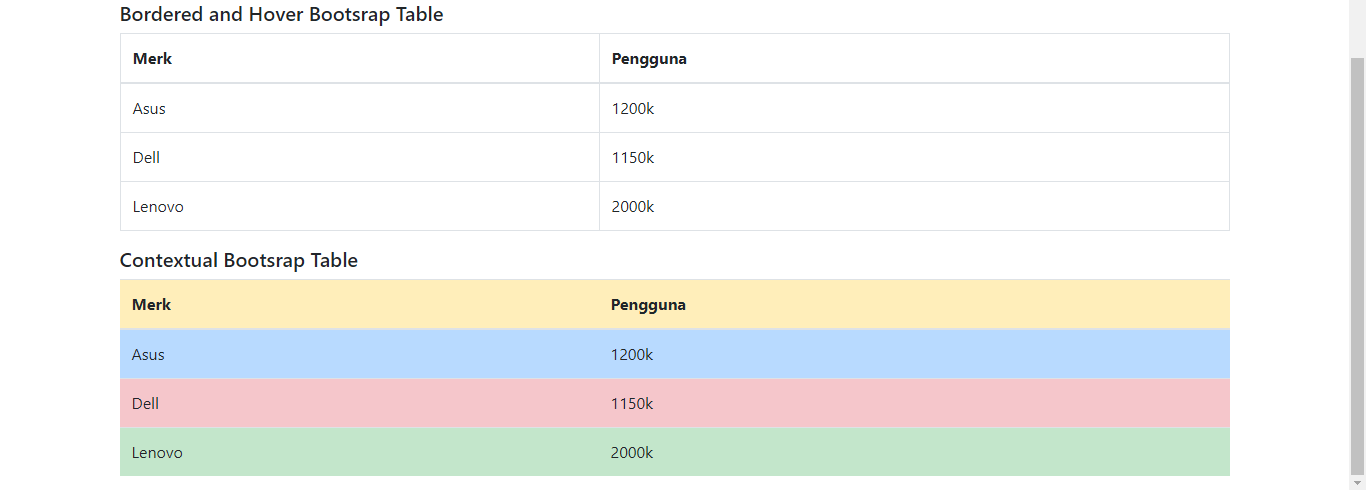 Bordered and Hover Bootsrap Table
Merk Pengguna
Asus 1200k
Dell 1150k
Lenovo 2000k
Contextual Bootsrap Table
Merk Pengguna
Asus 1200k
Dell 1150k
Lenovo 2000k